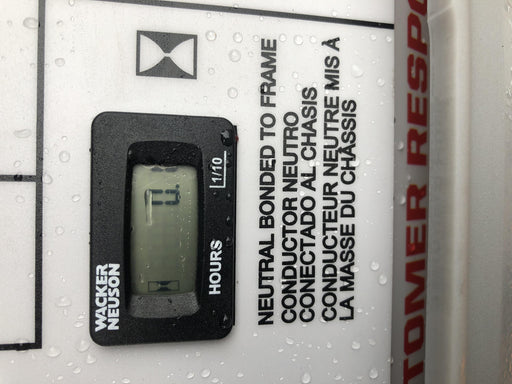 WACKER
NEUSON
HOURS
1/10
NEUTRAL BONDED TO FRAME
CONDUCTOR NEUTRO
CONECTADO AL CHASIS
CONDUCTEUR NEUTRE MIS À
LA MASSE DU CHÂSSIS
TOMER RESPO